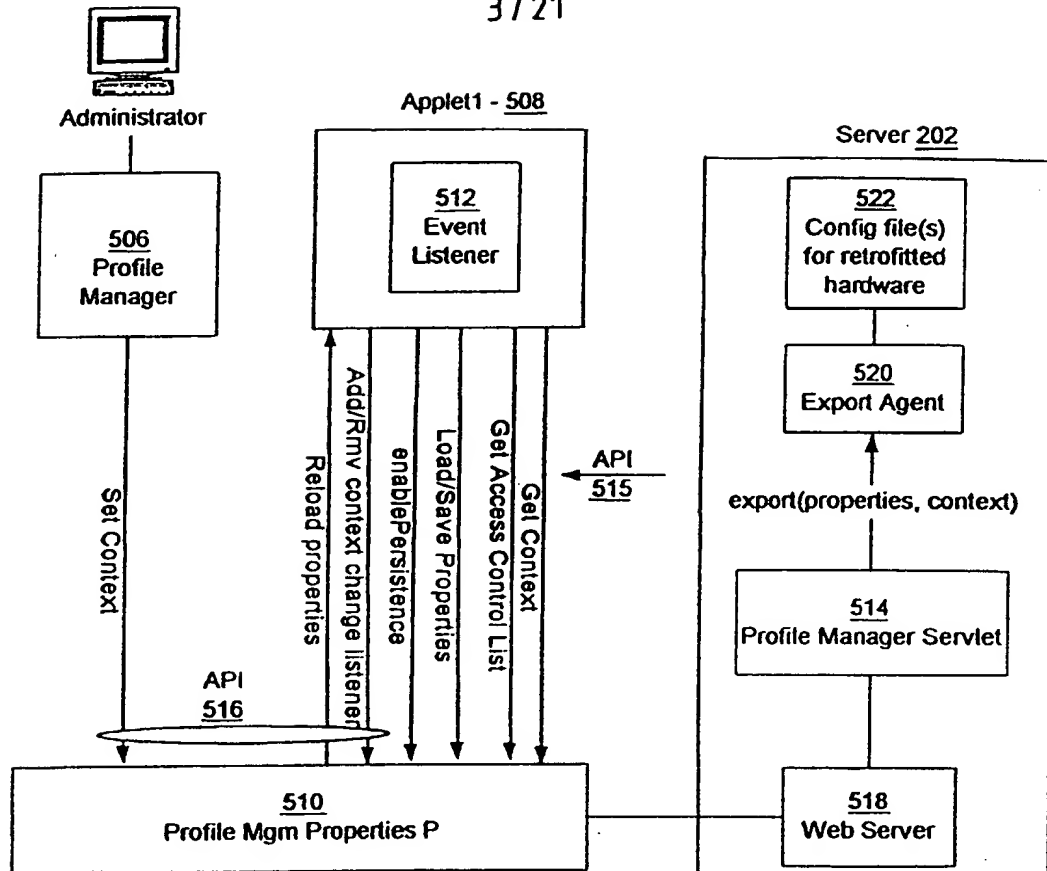 3/21
Administrator
506
Profile
Manager
Applet1 - 508
512
Event
Listener
Server 202
522
Config file(s)
for retrofitted
hardware
520
Export Agent
export(properties, context)
514
Profile Manager Servlet
518
Web Server
Set Context
Reload properties
Add/Rmv context change listener
enablePersistence
Load/Save Properties
Get Access Control List
Get Context
API
515
API
516
510
Profile Mgm Properties P